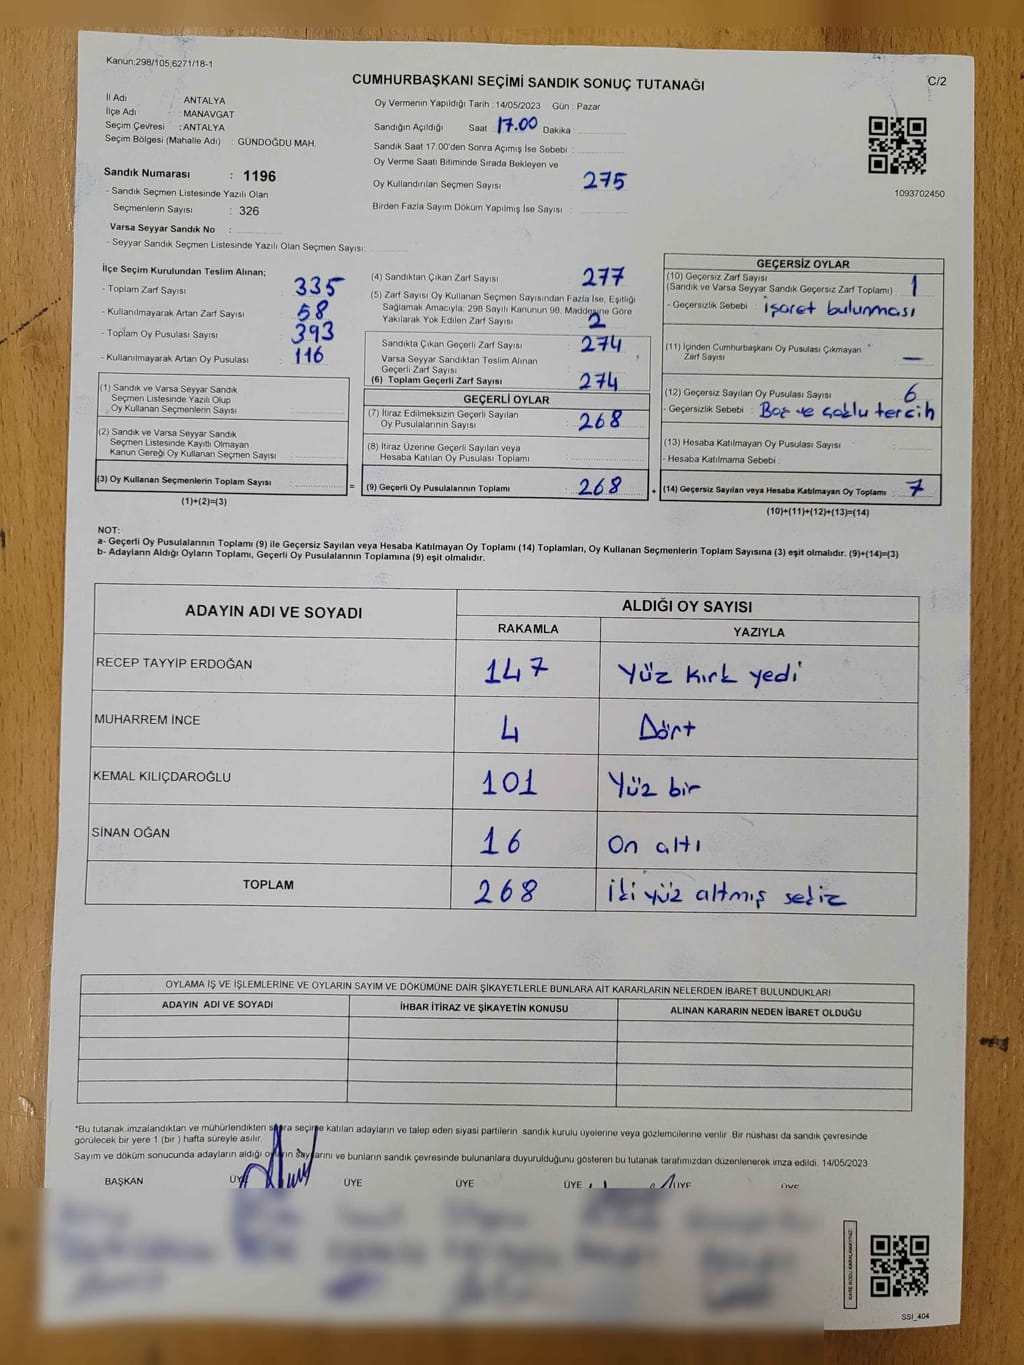 Kanun;298/105;6271/18-1
C/2
CUMHURBAŞKANI SEÇİMİ SANDIK SONUÇ TUTANAĞI
İl Adı ANTALYA
İlçe Adı : MANAVGAT
Seçim Çevresi : ANTALYA
Seçim Bölgesi (Mahalle Adi) : GÜNDOĞDU MAH.
Sandık Numarası : 1196
- Sandık Seçmen Listesinde Yazılı Olan
Seçmenlerin Sayısı : 326
Varsa Seyyar Sandık No :
- Seyyar Sandık Seçmen Listesinde Yazılı Olan Seçmen Sayısı:
Oy Vermenin Yapıldığı Tarih : 14/05/2023 Gün : Pazar
Sandığın Açıldığı Saat 17.00 Dakika
Sandık Saat 17.00'den Sonra Açımış İse Sebebi :
Oy Verme Saati Bitiminde Sırada Bekleyen ve
Oy Kullandırılan Seçmen Sayısı : 275
Birden Fazla Sayım Döküm Yapılmış İse Sayısı :
1093702450
İlçe Seçim Kurulundan Teslim Alınan;
- Toplam Zarf Sayısı : 335
- Kullanılmayarak Artan Zarf Sayısı : 58
- Toplam Oy Pusulası Sayısı : 393
- Kullanılmayarak Artan Oy Pusulası : 116
(1) Sandık ve Varsa Seyyar Sandık
Seçmen Listesinde Yazılı Olup
Oy Kullanan Seçmenlerin Sayısı :
(2) Sandık ve Varsa Seyyar Sandık
Seçmen Listesinde Kayıtlı Olmayan
Kanun Gereği Oy Kullanan Seçmen Sayısı :
(3) Oy Kullanan Seçmenlerin Toplam Sayısı :
(1)+(2)=(3)
=
(4) Sandıktan Çıkan Zarf Sayısı : 277
(5) Zarf Sayısı Oy Kullanan Seçmen Sayısından Fazla İse, Eşitliği
Sağlamak Amacıyla; 298 Sayılı Kanunun 98. Maddesine Göre
Yakılarak Yok Edilen Zarf Sayısı : 2
Sandıkta Çıkan Geçerli Zarf Sayısı : 274
Varsa Seyyar Sandıktan Teslim Alınan
Geçerli Zarf Sayısı :
(6) Toplam Geçerli Zarf Sayısı : 274
GEÇERLİ OYLAR
(7) İtiraz Edilmeksizin Geçerli Sayılan
Oy Pusulalarının Sayısı : 268
(8) İtiraz Üzerine Geçerli Sayılan veya
Hesaba Katılan Oy Pusulası Toplamı :
(9) Geçerli Oy Pusulalarının Toplamı : 268
+
GEÇERSİZ OYLAR
(10) Geçersiz Zarf Sayısı
(Sandık ve Varsa Seyyar Sandık Geçersiz Zarf Toplamı) : 1
- Geçersizlik Sebebi : işaret bulunması
(11) İçinden Cumhurbaşkanı Oy Pusulası Çıkmayan
Zarf Sayısı : —
(12) Geçersiz Sayılan Oy Pusulası Sayısı : 6
- Geçersizlik Sebebi : Boş ve çoklu tercih
(13) Hesaba Katılmayan Oy Pusulası Sayısı :
- Hesaba Katılmama Sebebi :
(14) Geçersiz Sayılan veya Hesaba Katılmayan Oy Toplamı : 7
(10)+(11)+(12)+(13)=(14)
NOT:
a- Geçerli Oy Pusulalarının Toplamı (9) ile Geçersiz Sayılan veya Hesaba Katılmayan Oy Toplamı (14) Toplamları, Oy Kullanan Seçmenlerin Toplam Sayısına (3) eşit olmalıdır. (9)+(14)=(3)
b- Adayların Aldığı Oyların Toplamı, Geçerli Oy Pusulalarının Toplamına (9) eşit olmalıdır.
ADAYIN ADI VE SOYADI ALDIĞI OY SAYISI
RAKAMLA YAZIYLA
RECEP TAYYİP ERDOĞAN 147 Yüz kırk yedi
MUHARREM İNCE 4 Dört
KEMAL KILIÇDAROĞLU 101 Yüz bir
SİNAN OĞAN 16 On altı
TOPLAM 268 İki yüz altmış sekiz
OYLAMA İŞ VE İŞLEMLERİNE VE OYLARIN SAYIM VE DÖKÜMÜNE DAİR ŞİKAYETLERLE BUNLARA AİT KARARLARIN NELERDEN İBARET BULUNDUKLARI
ADAYIN ADI VE SOYADI İHBAR İTİRAZ VE ŞİKAYETİN KONUSU ALINAN KARARIN NEDEN İBARET OLDUĞU
*Bu tutanak imzalandıktan ve mühürlendikten sonra seçime katılan adayların ve talep eden siyasi partilerin sandık kurulu üyelerine veya gözlemcilerine verilir. Bir nüshası da sandık çevresinde
görülecek bir yere 1 (bir ) hafta süreyle asılır.
Sayım ve döküm sonucunda adayların aldığı oyların sayılarını ve bunların sandık çevresinde bulunanlara duyurulduğunu gösteren bu tutanak tarafımızdan düzenlenerek imza edildi. 14/05/2023
BAŞKAN ÜYE ÜYE ÜYE ÜYE ÜYE ÜYE
SSI_404